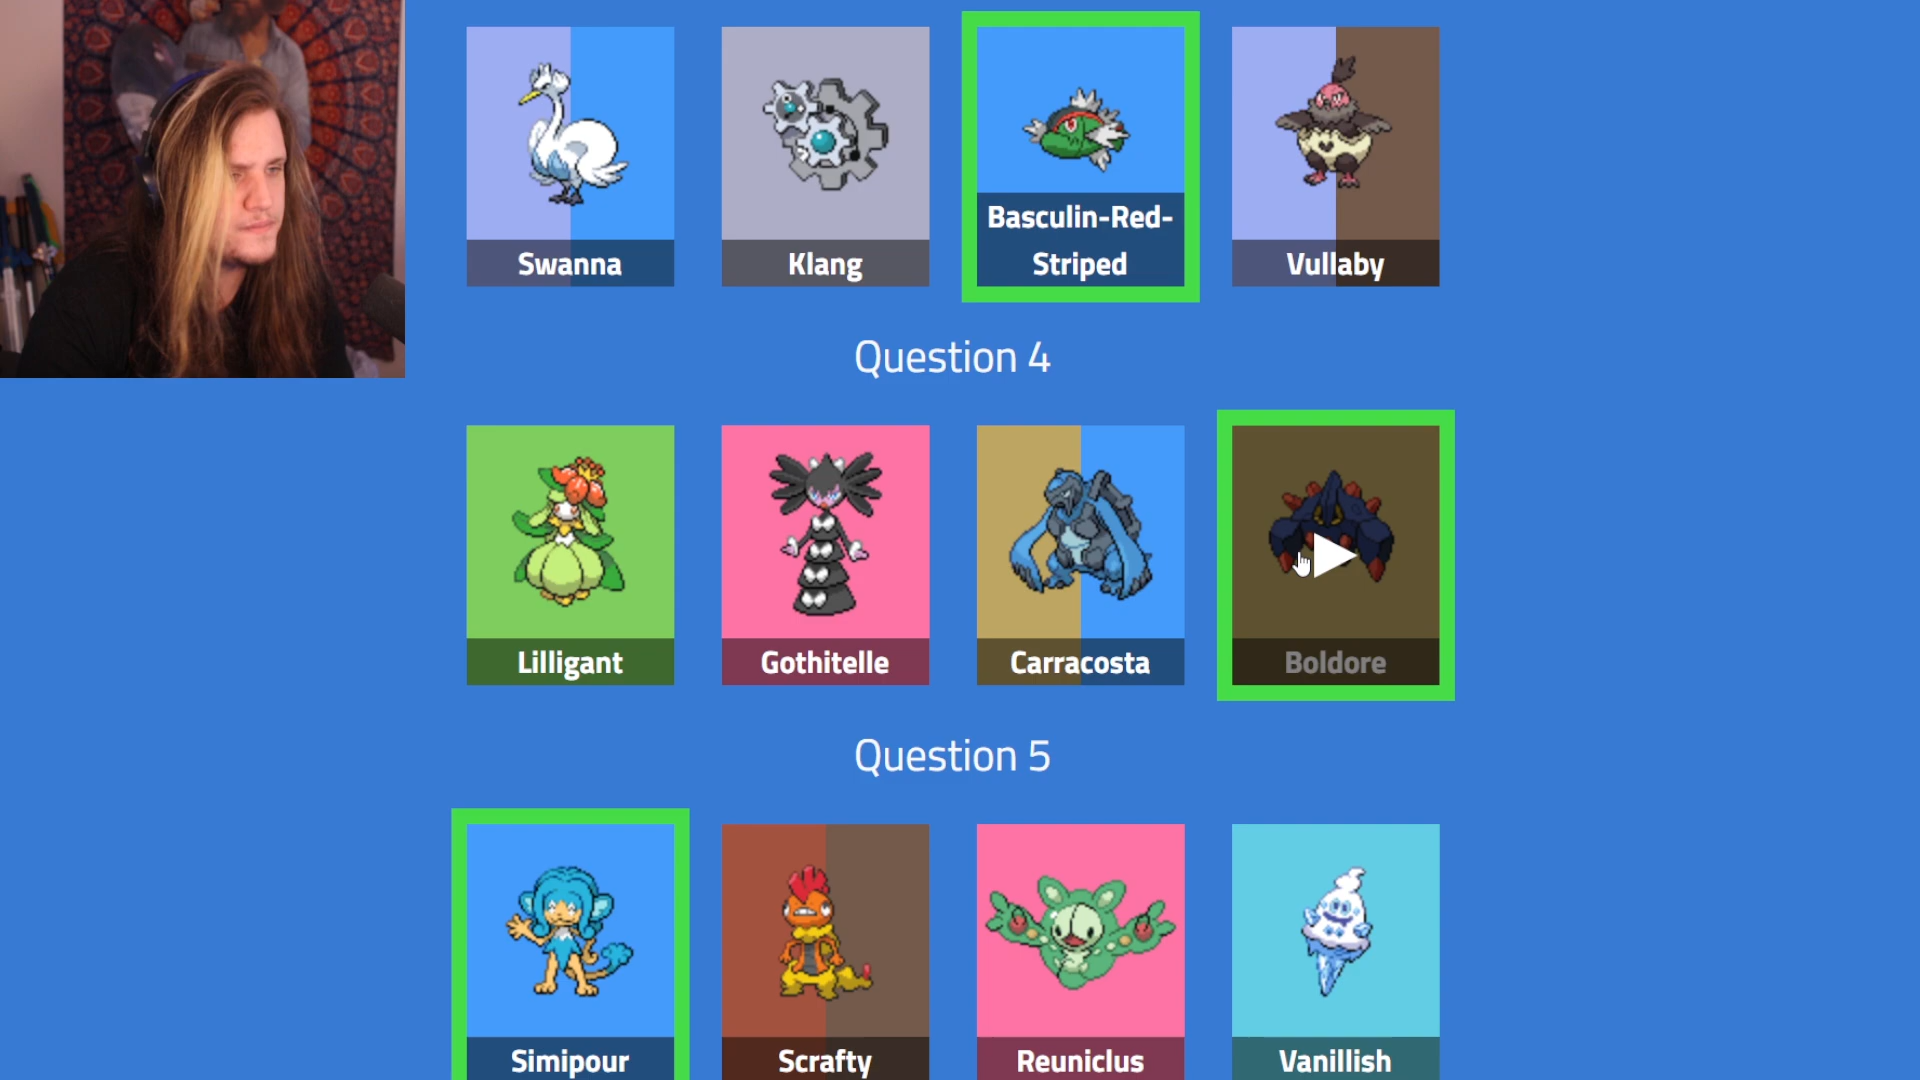 Swanna
Klang
Basculin-Red-
Striped
Vullaby
Question 4
Lilligant
Gothitelle
Carracosta
Boldore
Question 5
Simipour
Scrafty
Reuniclus
Vanillish